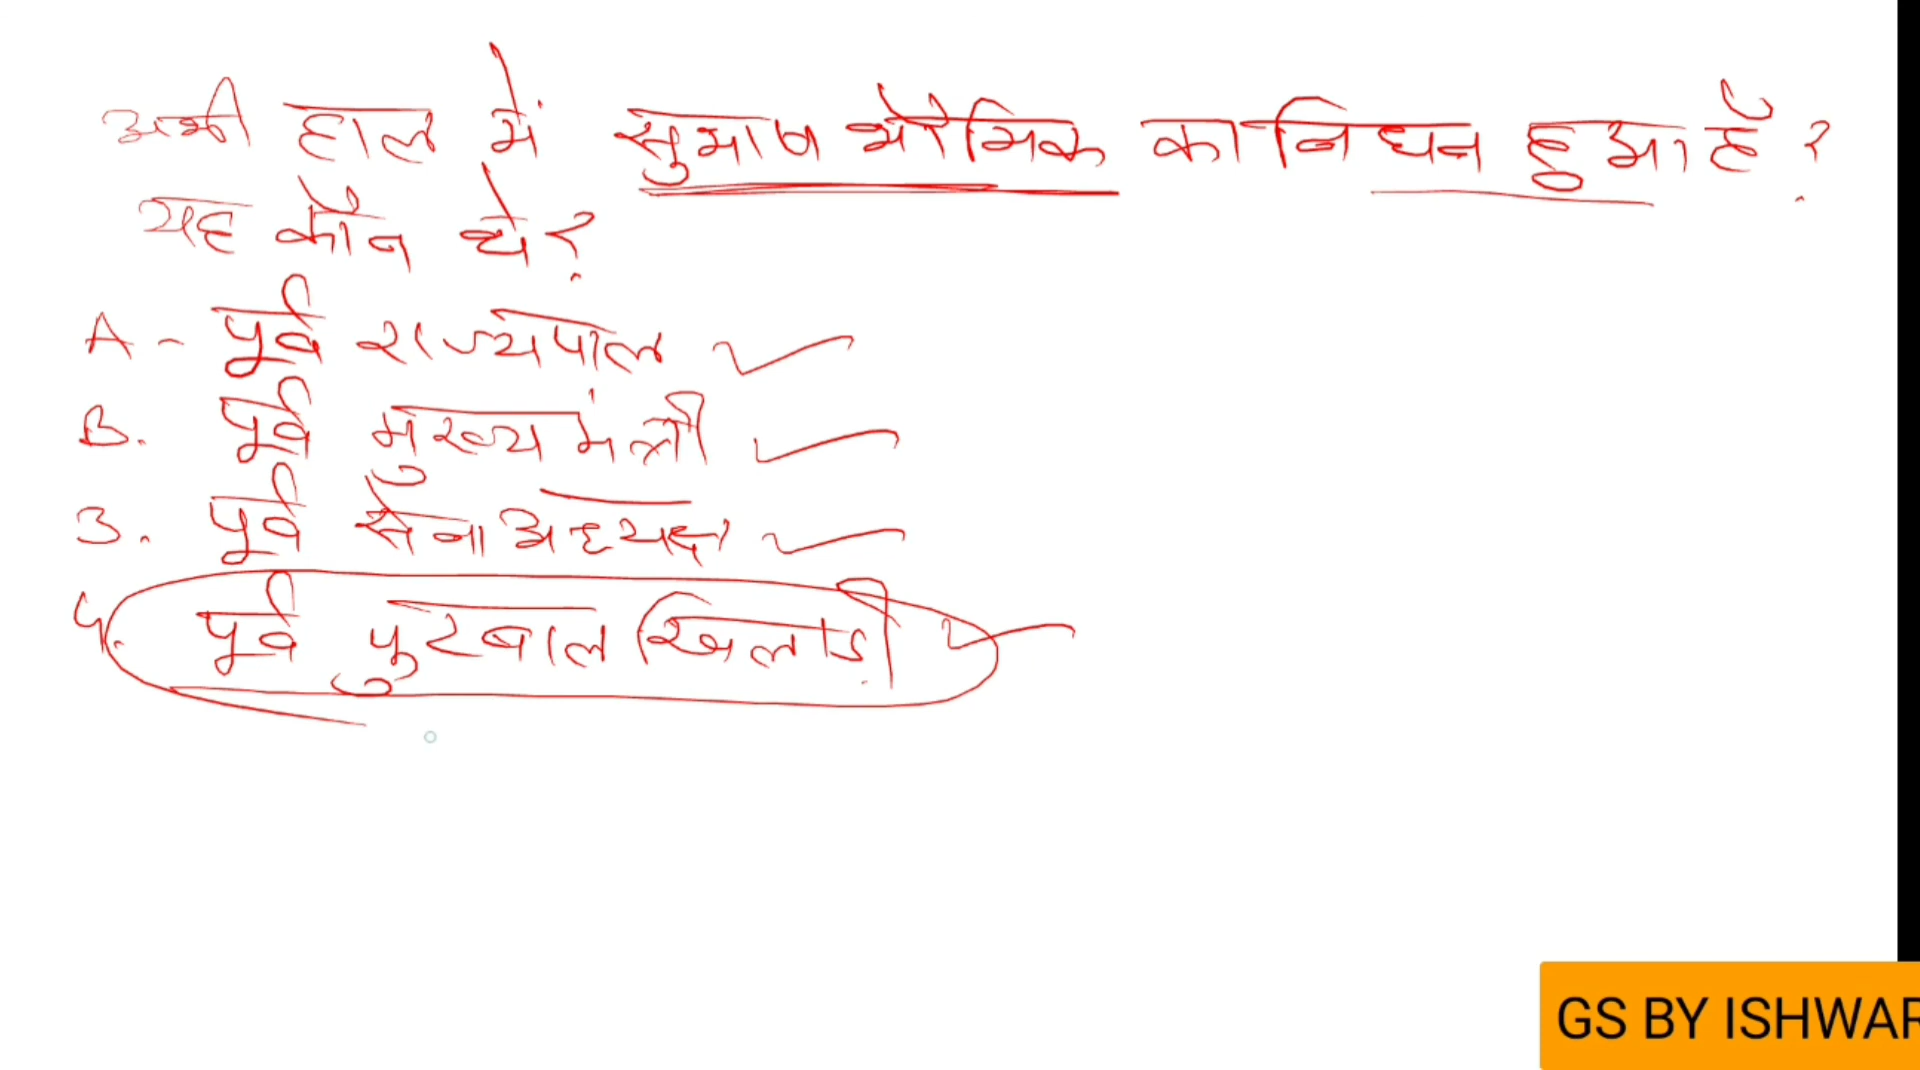 अभी हाल में सुभाष भौमिक का निधन हुआ है ?
यह कौन थे ?
A - पूर्व राज्यपाल
B. पूर्व मुख्य मंत्री
3. पूर्व सेना अध्यक्ष
4. पूर्व फुटबाल खिलाड़ी
GS BY ISHWAR